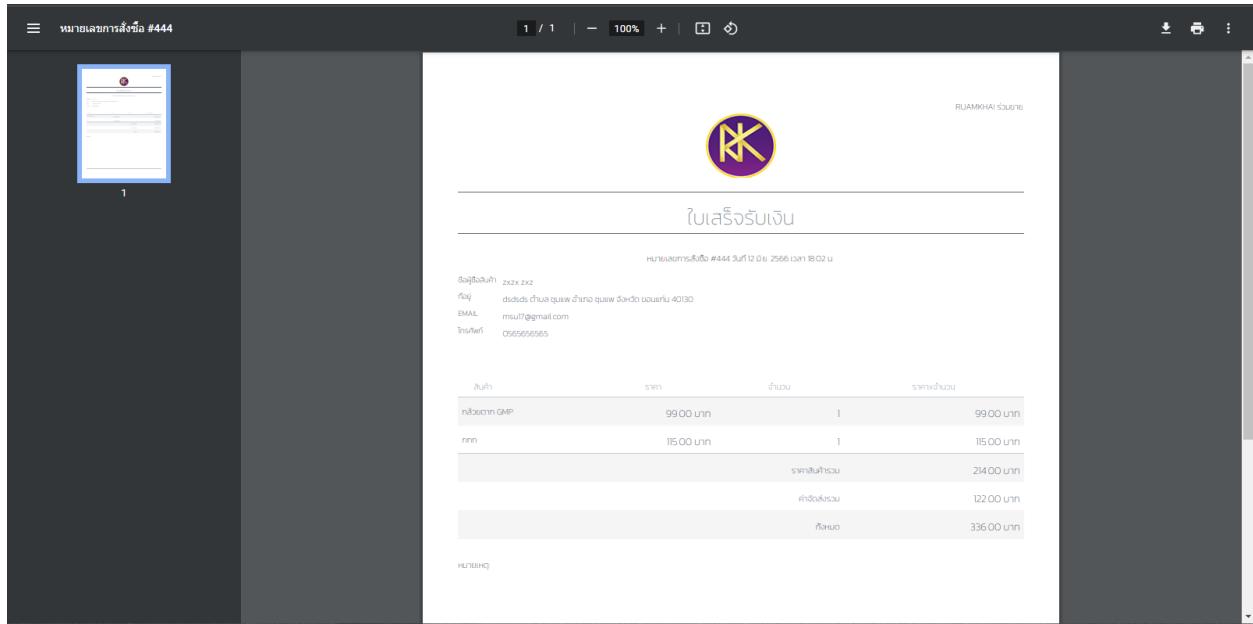 หมายเลขการสั่งซื้อ #444
1 / 1
100%
1
RUAMKHAI ร่วมขาย
RK
ใบเสร็จรับเงิน
หมายเลขการสั่งซื้อ #444 วันที่ 12 มิ.ย. 2566 เวลา 18.02 น.
ชื่อผู้ซื้อสินค้า zxzx zxz
ที่อยู่ dsdsds ตำบล ชุมแพ อำเภอ ชุมแพ จังหวัด ขอนแก่น 40130
EMAIL msu17@gmail.com
โทรศัพท์ 0565656565
สินค้า ราคา จำนวน ราคา×จำนวน
กล้วยตาก GMP 99.00 บาท 1 99.00 บาท
กกก 115.00 บาท 1 115.00 บาท
ราคาสินค้ารวม 214.00 บาท
ค่าจัดส่งรวม 122.00 บาท
ทั้งหมด 336.00 บาท
หมายเหตุ